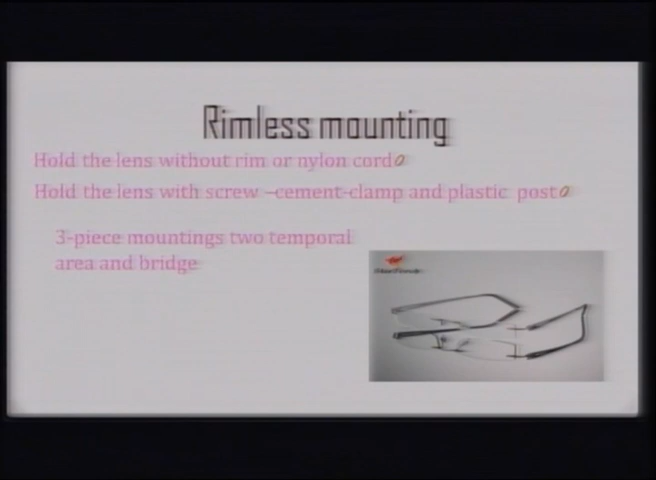 Rimless mounting
Hold the lens without rim or nylon cord
Hold the lens with screw –cement-clamp and plastic post
3-piece mountings two temporal
area and bridge